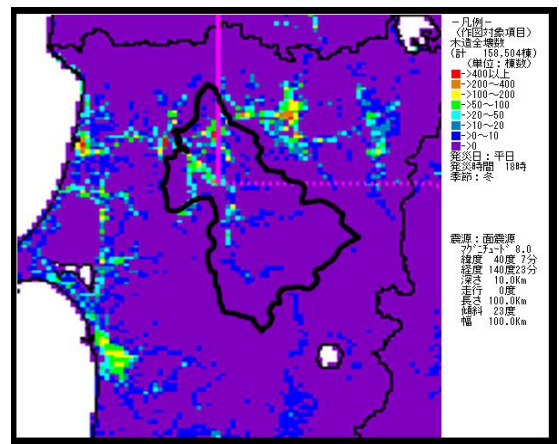 －凡例－
(作図対象項目)
木造全壊数
(計　158,504棟)
(単位：棟数)
->400以上
->200～400
->100～200
->50～100
->20～50
->10～20
->0～10
->0
発災日：平日
発災時間　18時
季節：冬
震源：面震源
マグニチュード 8.0
緯度　40度 7分
経度　140度23分
深さ　10.0Km
走行　0度
長さ 100.0Km
傾斜　23度
幅　100.0Km